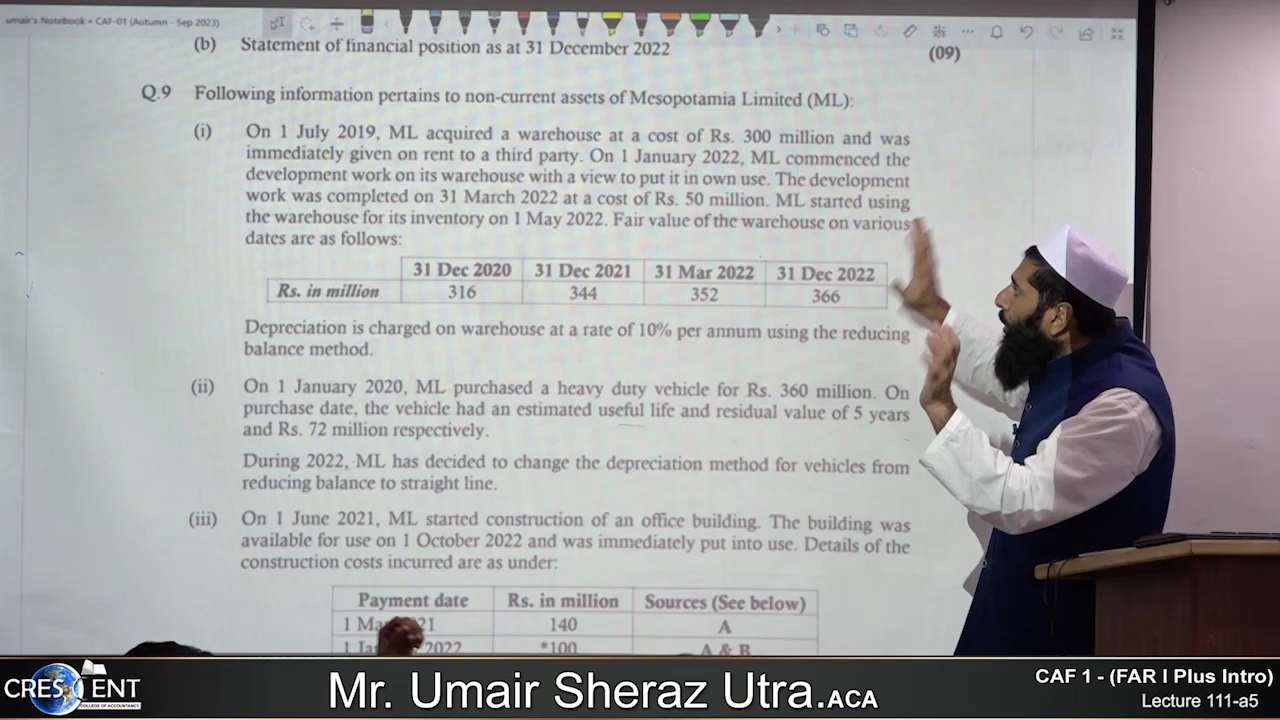 umair's Notebook » CAF-01 (Autumn - Sep 2023)
(b) Statement of financial position as at 31 December 2022
(09)
Q.9 Following information pertains to non-current assets of Mesopotamia Limited (ML):
(i) On 1 July 2019, ML acquired a warehouse at a cost of Rs. 300 million and was
immediately given on rent to a third party. On 1 January 2022, ML commenced the
development work on its warehouse with a view to put it in own use. The development
work was completed on 31 March 2022 at a cost of Rs. 50 million. ML started using
the warehouse for its inventory on 1 May 2022. Fair value of the warehouse on various
dates are as follows:
31 Dec 2020 31 Dec 2021 31 Mar 2022 31 Dec 2022
Rs. in million 316 344 352 366
Depreciation is charged on warehouse at a rate of 10% per annum using the reducing
balance method.
(ii) On 1 January 2020, ML purchased a heavy duty vehicle for Rs. 360 million. On
purchase date, the vehicle had an estimated useful life and residual value of 5 years
and Rs. 72 million respectively.
During 2022, ML has decided to change the depreciation method for vehicles from
reducing balance to straight line.
(iii) On 1 June 2021, ML started construction of an office building. The building was
available for use on 1 October 2022 and was immediately put into use. Details of the
construction costs incurred are as under:
Payment date Rs. in million Sources (See below)
1 21 140 A
1 2022 *100 A & B
CRESCENT
COLLEGE OF ACCOUNTANCY
Mr. Umair Sheraz Utra.ACA
CAF 1 - (FAR I Plus Intro)
Lecture 111-a5